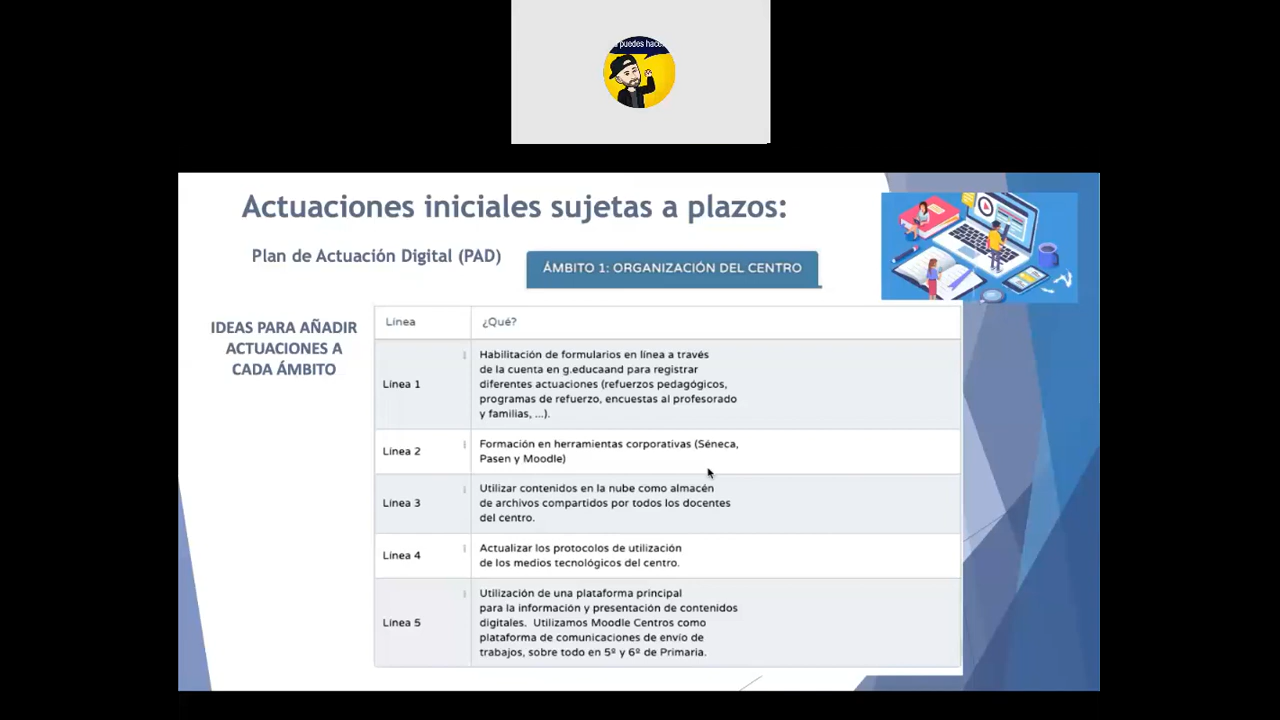 puedes hace
Actuaciones iniciales sujetas a plazos:
Plan de Actuación Digital (PAD)
ÁMBITO 1: ORGANIZACIÓN DEL CENTRO
IDEAS PARA AÑADIR
ACTUACIONES A
CADA ÁMBITO
Línea
¿Qué?
Línea 1
Habilitación de formularios en línea a través
de la cuenta en g.educaand para registrar
diferentes actuaciones (refuerzos pedagógicos,
programas de refuerzo, encuestas al profesorado
y familias, ...).
Línea 2
Formación en herramientas corporativas (Séneca,
Pasen y Moodle)
Línea 3
Utilizar contenidos en la nube como almacén
de archivos compartidos por todos los docentes
del centro.
Línea 4
Actualizar los protocolos de utilización
de los medios tecnológicos del centro.
Línea 5
Utilización de una plataforma principal
para la información y presentación de contenidos
digitales. Utilizamos Moodle Centros como
plataforma de comunicaciones de envío de
trabajos, sobre todo en 5º y 6º de Primaria.